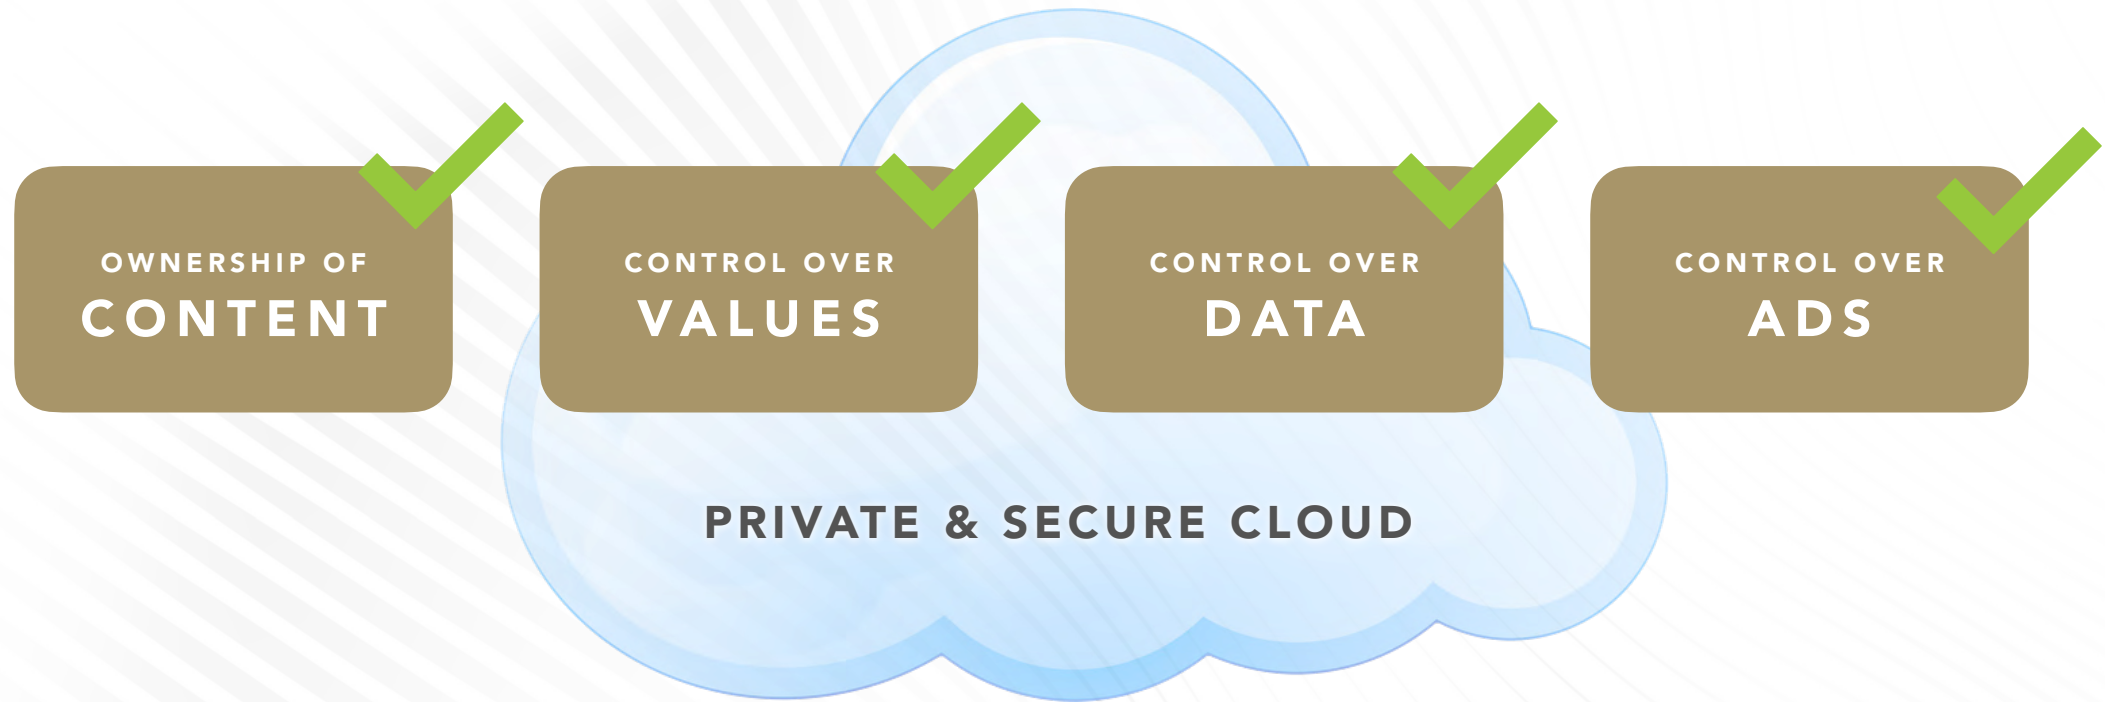 OWNERSHIP OF
CONTENT
CONTROL OVER
VALUES
CONTROL OVER
DATA
CONTROL OVER
ADS
PRIVATE & SECURE CLOUD